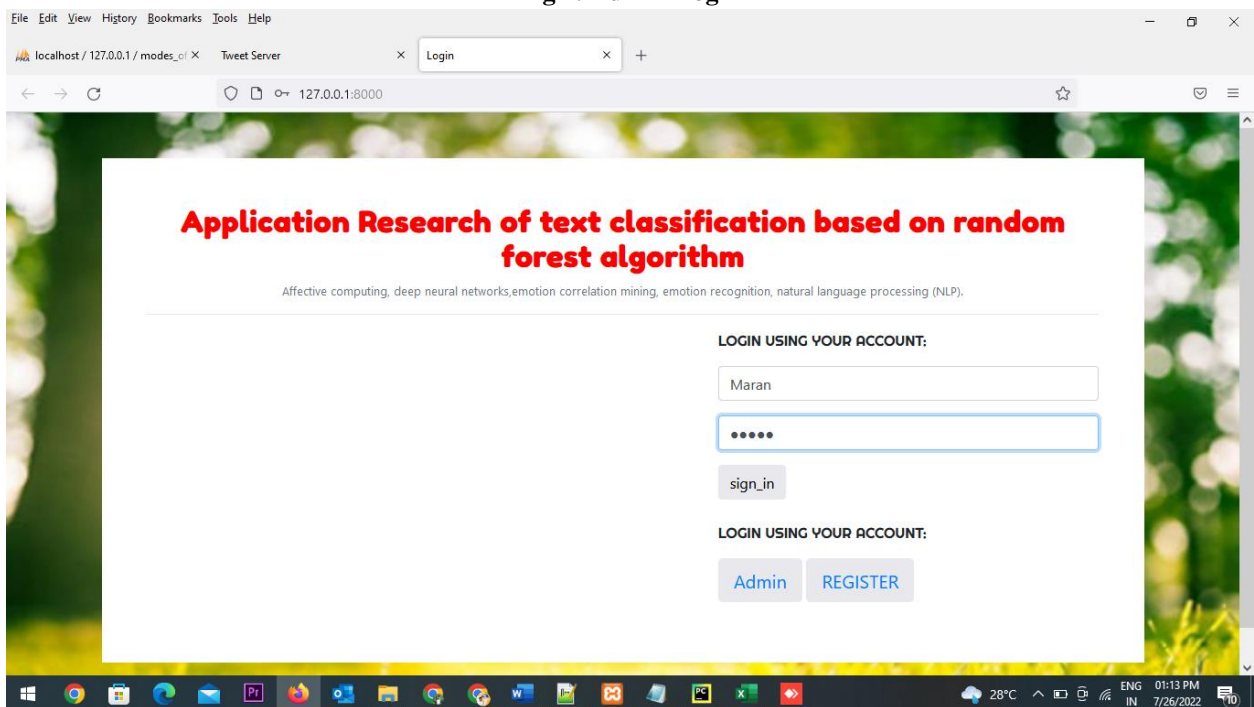 File Edit View History Bookmarks Tools Help
localhost / 127.0.0.1 / modes_of
Tweet Server
Login
127.0.0.1:8000
Application Research of text classification based on random
forest algorithm
Affective computing, deep neural networks,emotion correlation mining, emotion recognition, natural language processing (NLP).
LOGIN USING YOUR ACCOUNT:
Maran
•••••
sign_in
LOGIN USING YOUR ACCOUNT:
Admin REGISTER
28°C
ENG
IN
01:13 PM
7/26/2022